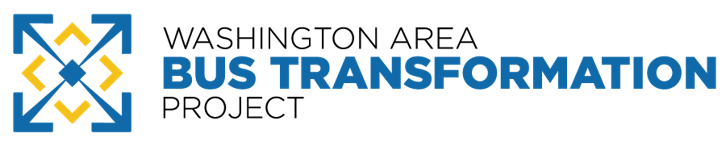 WASHINGTON AREA
BUS TRANSFORMATION
PROJECT